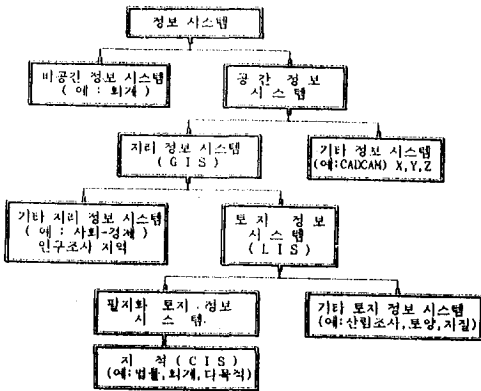 정보 시스템
비공간 정보 시스템
( 예 : 회계 )
공 간 정 보
시 스 템
지리 정보 시스템
( G I S )
기타 정보 시스템
(예:CADCAM) X,Y,Z
기타 지리 정보 시스템
( 예 : 사회-경제 )
인구조사 지역
토 지 정 보
시 스 템
( L I S )
필지화 토지 정보
시 스 템
기타 토지 정보 시스템
(예:산림조사,토양,지질)
지 적 ( C I S )
(예:법률,회계,다목적)